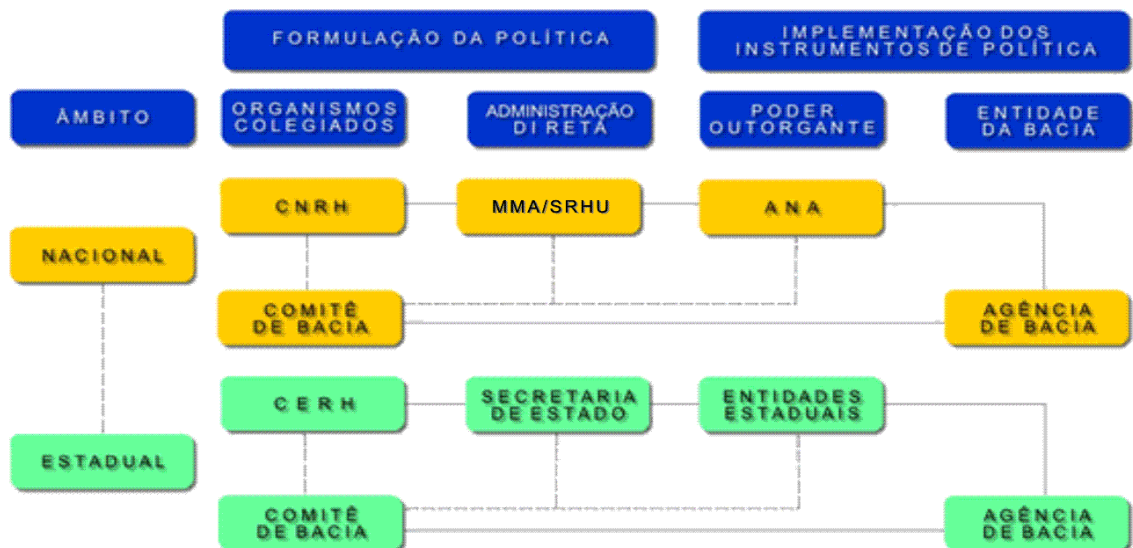 FORMULAÇÃO DA POLÍTICA
IMPLEMENTAÇÃO DOS
INSTRUMENTOS DE POLÍTICA
ÂMBITO
ORGANISMOS
COLEGIADOS
ADMINISTRAÇÃO
DIRETA
PODER
OUTORGANTE
ENTIDADE
DA BACIA
CNRH
MMA/SRHU
ANA
NACIONAL
COMITÊ
DE BACIA
AGÊNCIA
DE BACIA
CERH
SECRETARIA
DE ESTADO
ENTIDADES
ESTADUAIS
ESTADUAL
COMITÊ
DE BACIA
AGÊNCIA
DE BACIA